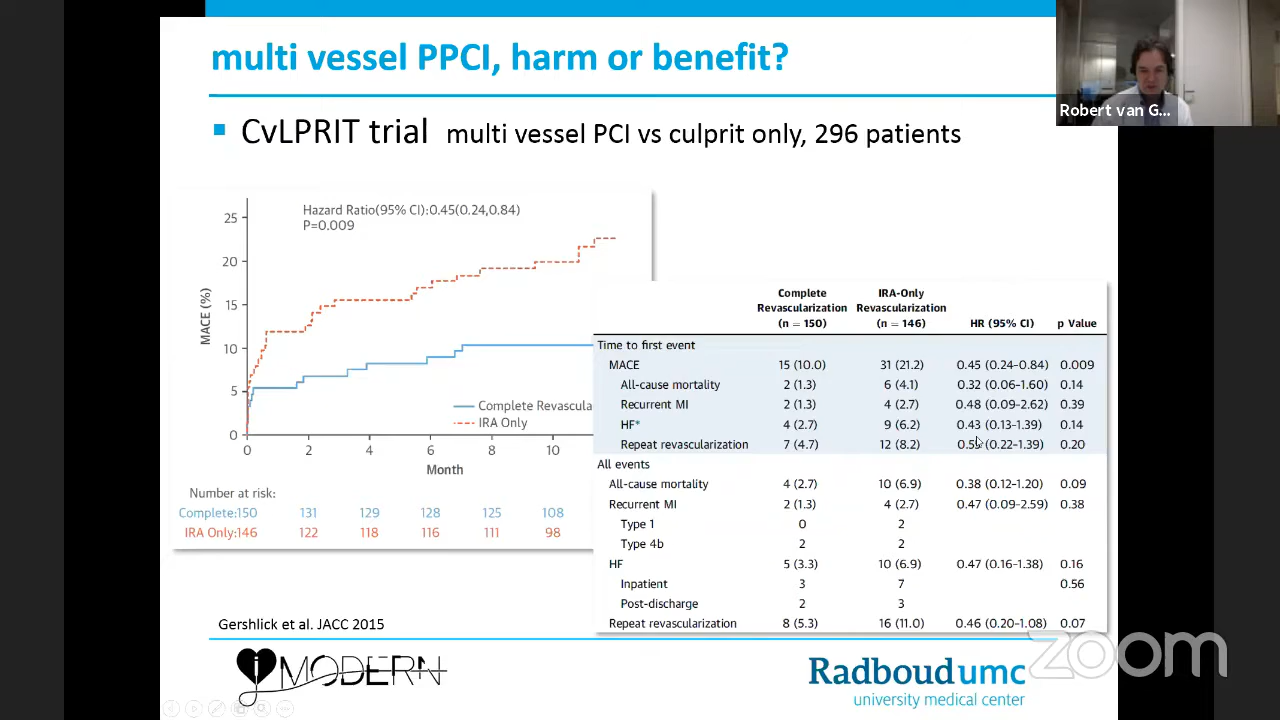 multi vessel PPCI, harm or benefit?
Robert van G...
CvLPRIT trial multi vessel PCI vs culprit only, 296 patients
Hazard Ratio(95% CI):0.45(0.24,0.84)
P=0.009
25
20
15
10
5
0
MACE (%)
Complete Revascula
IRA Only
0 2 4 6 8 10
Month
Number at risk:
Complete:150 131 129 128 125 108
IRA Only:146 122 118 116 111 98
Complete Revascularization (n = 150) IRA-Only Revascularization (n = 146) HR (95% CI) p Value
Time to first event
MACE 15 (10.0) 31 (21.2) 0.45 (0.24–0.84) 0.009
All-cause mortality 2 (1.3) 6 (4.1) 0.32 (0.06–1.60) 0.14
Recurrent MI 2 (1.3) 4 (2.7) 0.48 (0.09–2.62) 0.39
HF* 4 (2.7) 9 (6.2) 0.43 (0.13–1.39) 0.14
Repeat revascularization 7 (4.7) 12 (8.2) 0.55 (0.22–1.39) 0.20
All events
All-cause mortality 4 (2.7) 10 (6.9) 0.38 (0.12–1.20) 0.09
Recurrent MI 2 (1.3) 4 (2.7) 0.47 (0.09–2.59) 0.38
Type 1 0 2
Type 4b 2 2
HF 5 (3.3) 10 (6.9) 0.47 (0.16–1.38) 0.16
Inpatient 3 7 0.56
Post-discharge 2 3
Repeat revascularization 8 (5.3) 16 (11.0) 0.46 (0.20–1.08) 0.07
Gershlick et al. JACC 2015
iMODERN
Radboudumc
university medical center
zoom